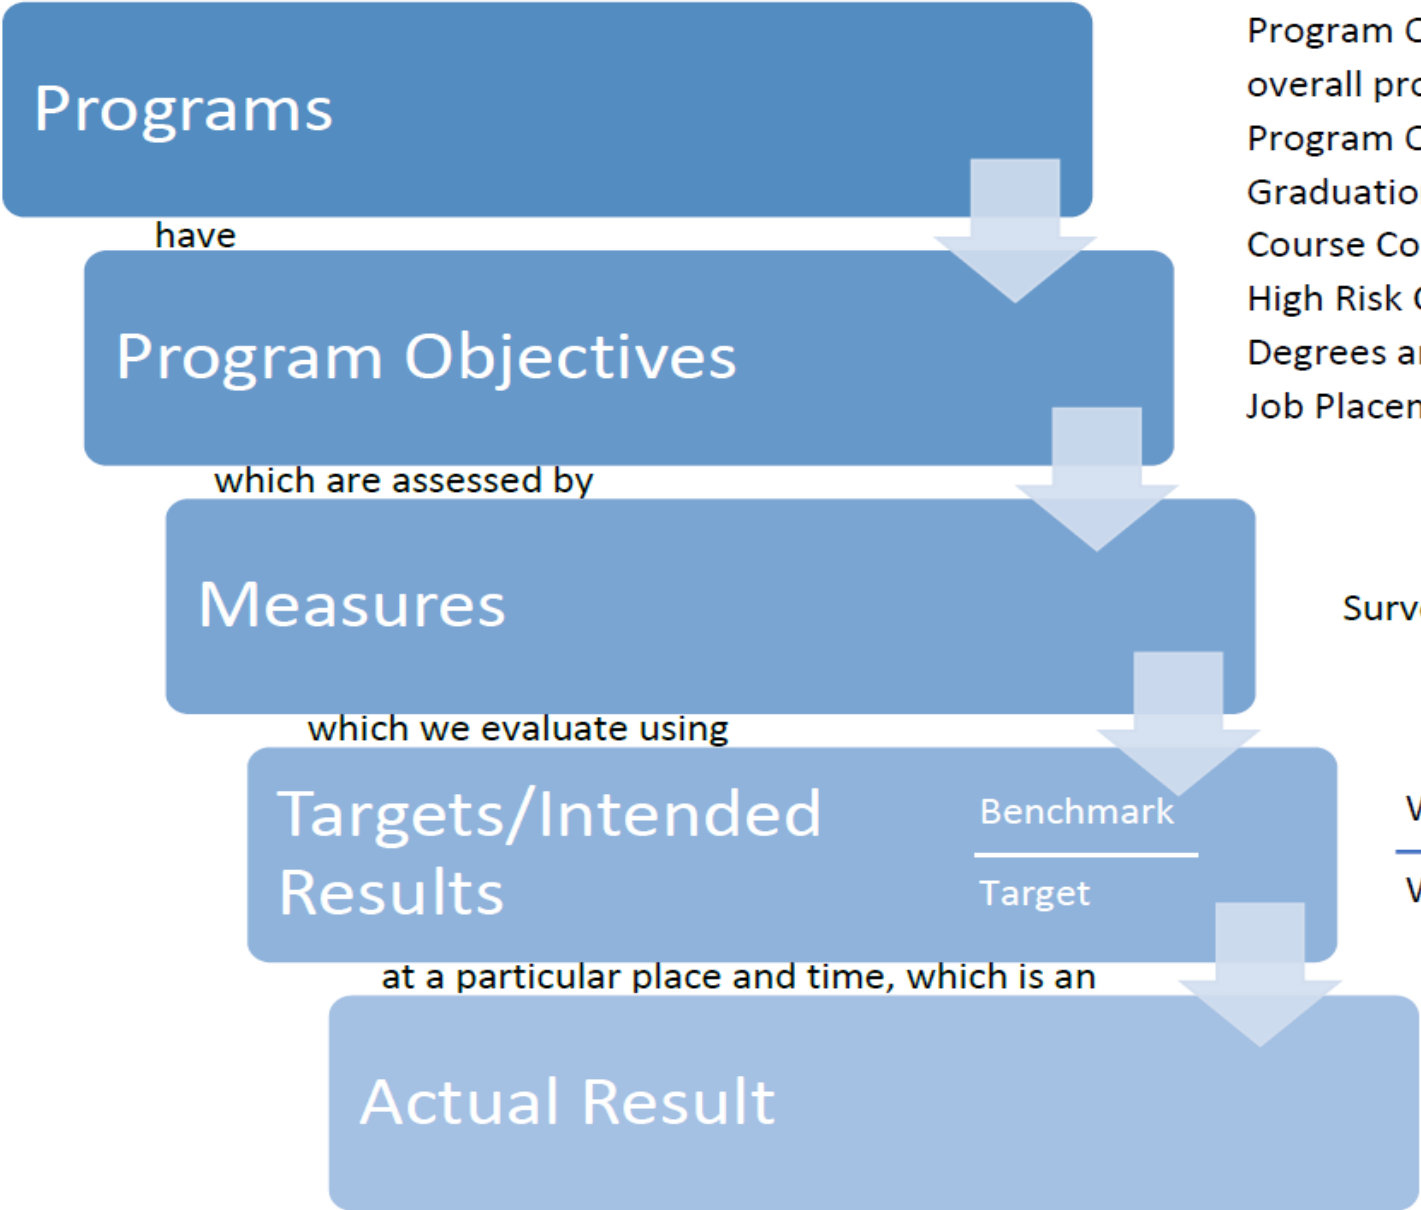 Programs
Program
overall
Program
have
Course
High Risk
Program Objectives
Degrees
Job
which are assessed by
Measures
which we evaluate using
Targets/Intended
Results
Benchmark
Target
at a particular place and time, which is an
Actual Result